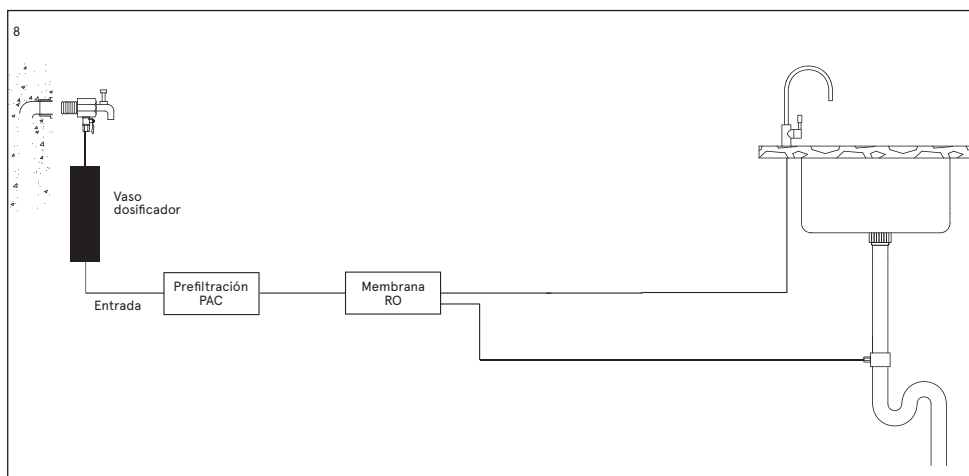 8
Vaso
dosificador
Entrada
Prefiltración
PAC
Membrana
RO